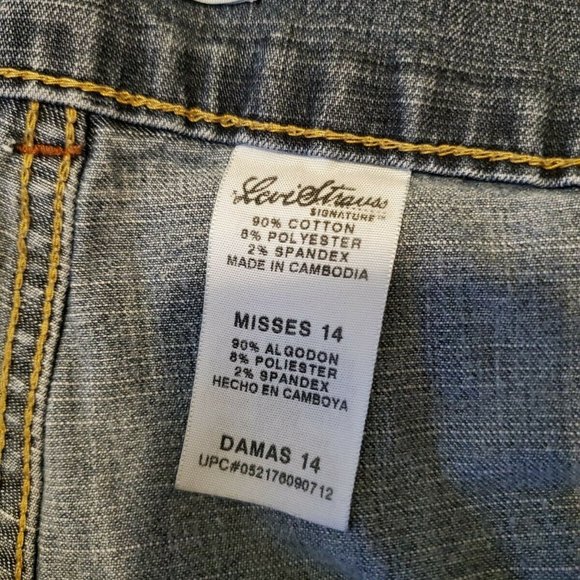 Levi Strauss
SIGNATURE™
90% COTTON
8% POLYESTER
2% SPANDEX
MADE IN CAMBODIA
MISSES 14
90% ALGODON
8% POLIESTER
2% SPANDEX
HECHO EN CAMBOYA
DAMAS 14
UPC#052176090712